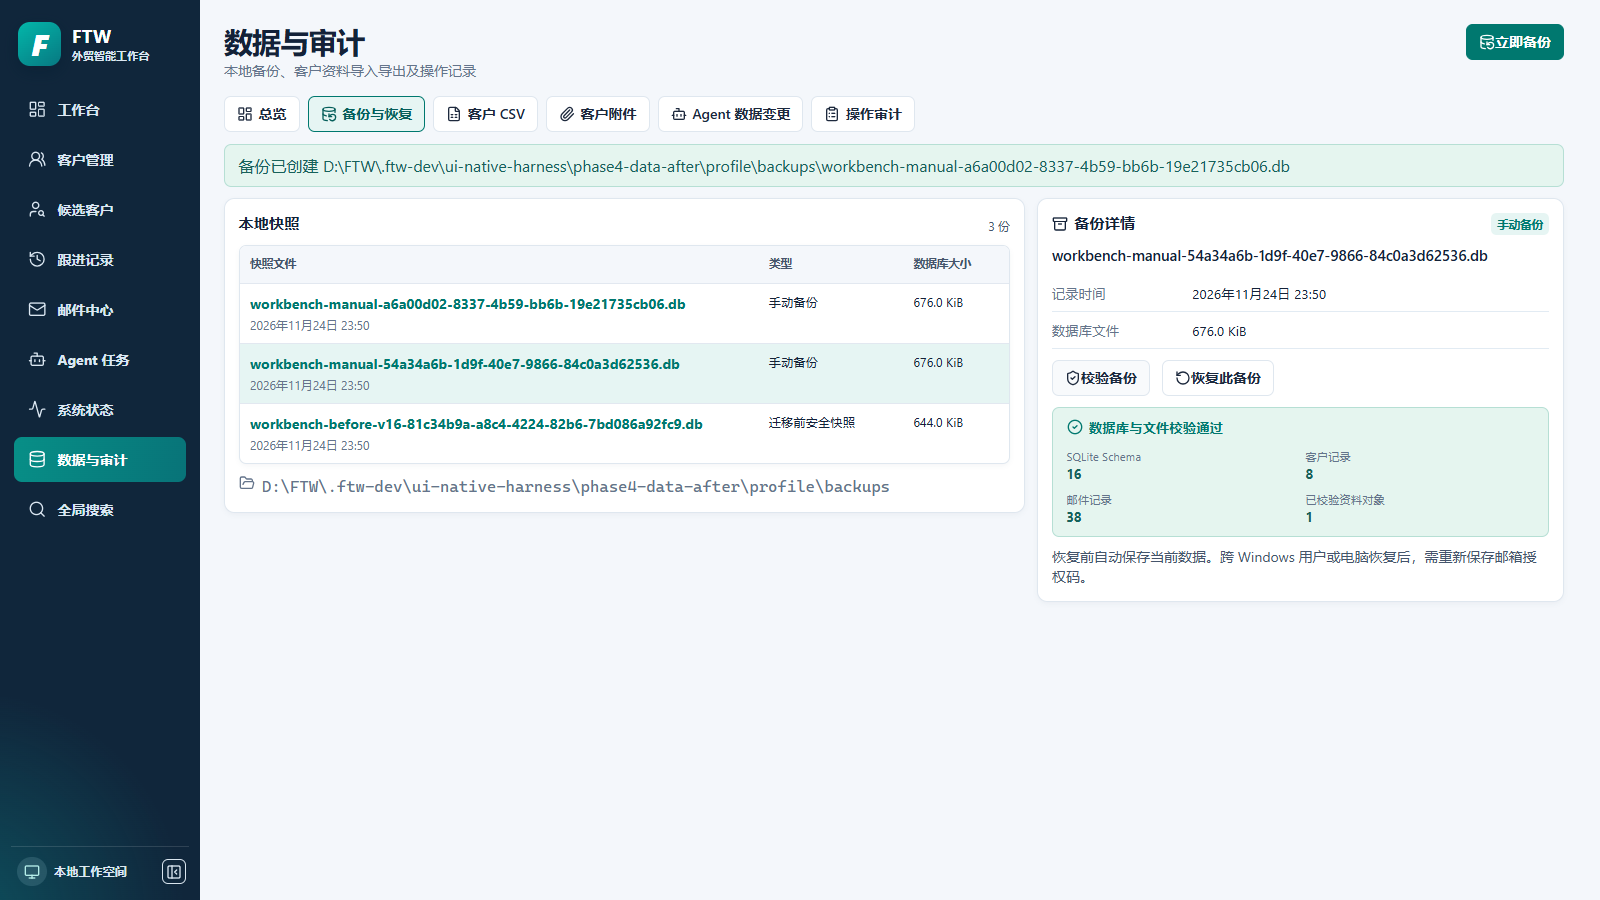 FTW
外贸智能工作台
工作台
客户管理
候选客户
跟进记录
邮件中心
Agent 任务
系统状态
数据与审计
全局搜索
本地工作空间
数据与审计
本地备份、客户资料导入导出及操作记录
立即备份
总览
备份与恢复
客户 CSV
客户附件
Agent 数据变更
操作审计
备份已创建 D:\FTW\.ftw-dev\ui-native-harness\phase4-data-after\profile\backups\workbench-manual-a6a00d02-8337-4b59-bb6b-19e21735cb06.db
本地快照
3 份
快照文件 类型 数据库大小
workbench-manual-a6a00d02-8337-4b59-bb6b-19e21735cb06.db 手动备份 676.0 KiB
2026年11月24日 23:50
workbench-manual-54a34a6b-1d9f-40e7-9866-84c0a3d62536.db 手动备份 676.0 KiB
2026年11月24日 23:50
workbench-before-v16-81c34b9a-a8c4-4224-82b6-7bd086a92fc9.db 迁移前安全快照 644.0 KiB
2026年11月24日 23:50
D:\FTW\.ftw-dev\ui-native-harness\phase4-data-after\profile\backups
备份详情
手动备份
workbench-manual-54a34a6b-1d9f-40e7-9866-84c0a3d62536.db
记录时间 2026年11月24日 23:50
数据库文件 676.0 KiB
校验备份
恢复此备份
数据库与文件校验通过
SQLite Schema 客户记录
16 8
邮件记录 已校验资料对象
38 1
恢复前自动保存当前数据。跨 Windows 用户或电脑恢复后，需重新保存邮箱授
权码。